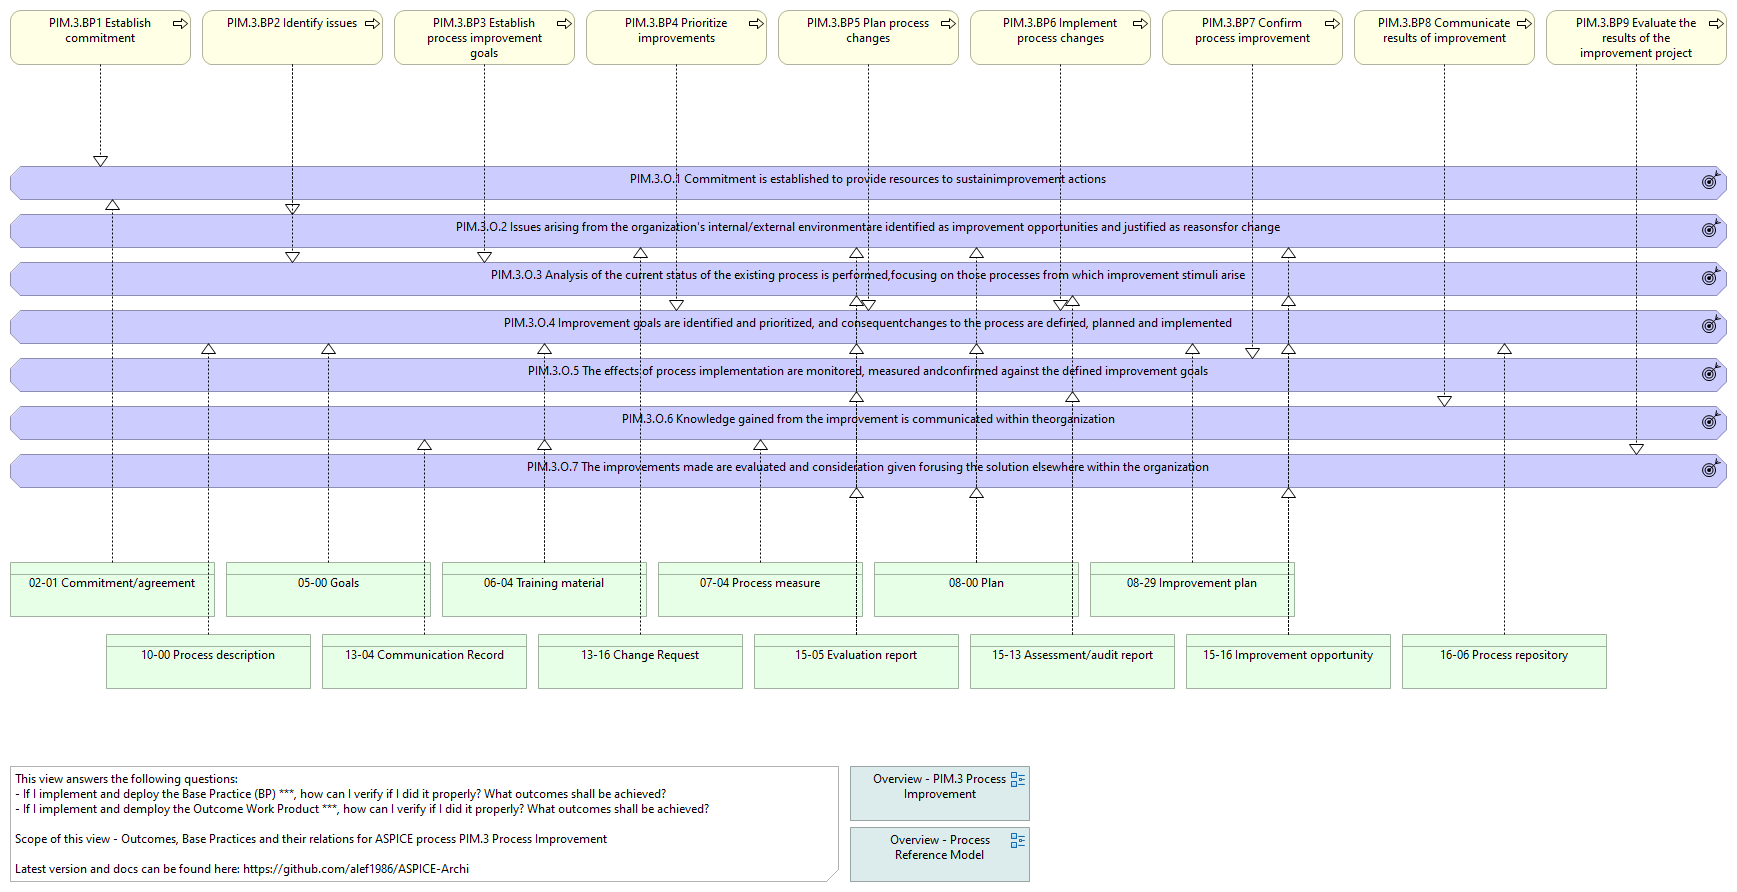 PIM.3.BP1 Establish
commitment
PIM.3.BP2 Identify issues
PIM.3.BP3 Establish
process improvement
goals
PIM.3.BP4 Prioritize
improvements
PIM.3.BP5 Plan process
changes
PIM.3.BP6 Implement
process changes
PIM.3.BP7 Confirm
process improvement
PIM.3.BP8 Communicate
results of improvement
PIM.3.BP9 Evaluate the
results of the
improvement project
PIM.3.O.1 Commitment is established to provide resources to sustainimprovement actions
PIM.3.O.2 Issues arising from the organization's internal/external environmentare identified as improvement opportunities and justified as reasonsfor change
PIM.3.O.3 Analysis of the current status of the existing process is performed,focusing on those processes from which improvement stimuli arise
PIM.3.O.4 Improvement goals are identified and prioritized, and consequentchanges to the process are defined, planned and implemented
PIM.3.O.5 The effects of process implementation are monitored, measured andconfirmed against the defined improvement goals
PIM.3.O.6 Knowledge gained from the improvement is communicated within theorganization
PIM.3.O.7 The improvements made are evaluated and consideration given forusing the solution elsewhere within the organization
02-01 Commitment/agreement
05-00 Goals
06-04 Training material
07-04 Process measure
08-00 Plan
08-29 Improvement plan
10-00 Process description
13-04 Communication Record
13-16 Change Request
15-05 Evaluation report
15-13 Assessment/audit report
15-16 Improvement opportunity
16-06 Process repository
This view answers the following questions:
- If I implement and deploy the Base Practice (BP) ***, how can I verify if I did it properly? What outcomes shall be achieved?
- If I implement and demploy the Outcome Work Product ***, how can I verify if I did it properly? What outcomes shall be achieved?
Scope of this view - Outcomes, Base Practices and their relations for ASPICE process PIM.3 Process Improvement
Latest version and docs can be found here: https://github.com/alef1986/ASPICE-Archi
Overview - PIM.3 Process
Improvement
Overview - Process
Reference Model